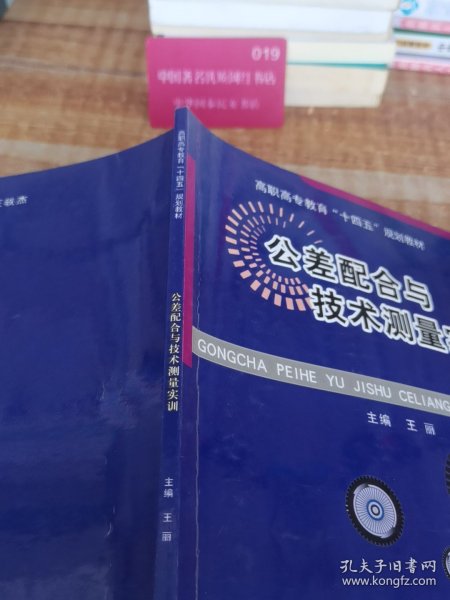 019
高职高专教育“十四五”规划教材
公差配合与
技术测量
GONGCHA PEIHE YU JISHU CELIANG
主编 王 丽
高职高专教育“十四五”规划教材
公差配合与技术测量实训
主编 王 丽
孔夫子旧书网
www.kongfz.com